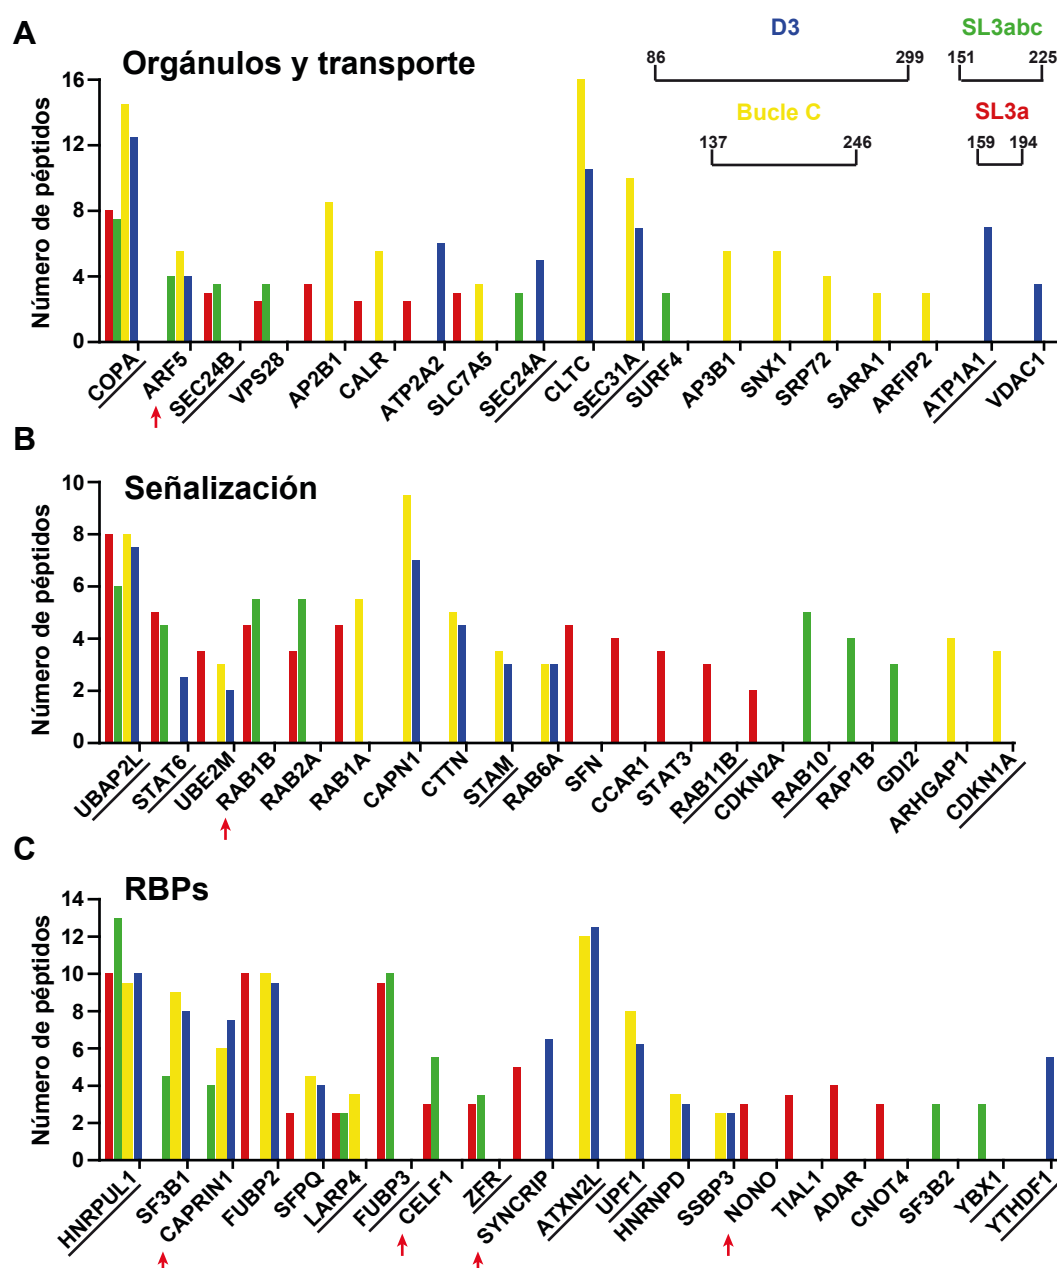 A
Orgánulos y transporte
D3
86 299
SL3abc
151 225
Bucle C
137 246
SL3a
159 194
Número de péptidos
16
12
8
4
0
COPA ARF5 SEC24B VPS28 AP2B1 CALR ATP2A2 SLC7A5 SEC24A CLTC SEC31A SURF4 AP3B1 SNX1 SRP72 SARA1 ARFIP2 ATP1A1 VDAC1
B
Señalización
Número de péptidos
10
8
6
4
2
0
UBAP2L STAT6 UBE2M RAB1B RAB2A RAB1A CAPN1 CTTN STAM RAB6A SFN CCAR1 STAT3 RAB11B CDKN2A RAB10 RAP1B GDI2 ARHGAP1 CDKN1A
C
RBPs
Número de péptidos
14
12
10
8
6
4
2
0
HNRPUL1 SF3B1 CAPRIN1 FUBP2 SFPQ LARP4 FUBP3 CELF1 ZFR SYNCRIP ATXN2L UPF1 HNRNPD SSBP3 NONO TIAL1 ADAR CNOT4 SF3B2 YBX1 YTHDF1